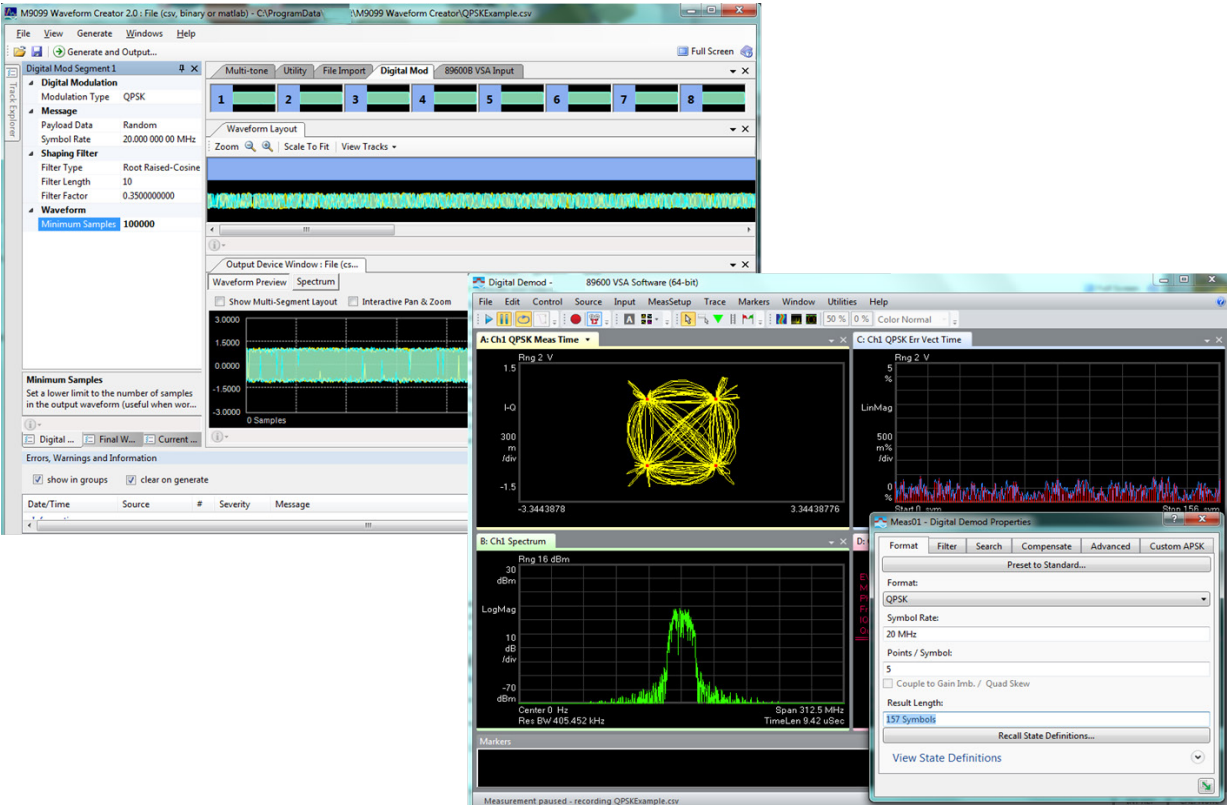 M9099 Waveform Creator 2.0 : File (csv, binary or matlab) - C:\ProgramData\ \M9099 Waveform Creator\QPSKExample.csv
File View Generate Windows Help
Generate and Output...
Full Screen
Track Explorer
Digital Mod Segment 1
Digital Modulation
Modulation Type QPSK
Message
Payload Data Random
Symbol Rate 20.000 000 00 MHz
Shaping Filter
Filter Type Root Raised-Cosine
Filter Length 10
Filter Factor 0.3500000000
Waveform
Minimum Samples 100000
Minimum Samples
Set a lower limit to the number of samples
in the output waveform (useful when wor...
Digital ... Final W... Current ...
Multi-tone Utility File Import Digital Mod 89600B VSA Input
1 2 3 4 5 6 7 8
Waveform Layout
Zoom Scale To Fit View Tracks
Output Device Window : File (cs...
Waveform Preview Spectrum
Show Multi-Segment Layout Interactive Pan & Zoom
3.0000
1.5000
0.0000
-1.5000
-3.0000
0 Samples
Errors, Warnings and Information
show in groups clear on generate
Date/Time Source # Severity Message
Digital Demod - 89600 VSA Software (64-bit)
File Edit Control Source Input MeasSetup Trace Markers Window Utilities Help
50 % 0 % Color Normal
A: Ch1 QPSK Meas Time
Rng 2 V
1.5
I-Q
300
m
/div
-1.5
-3.3443878 3.34438776
C: Ch1 QPSK Err Vect Time
Rng 2 V
5
%
LinMag
500
m%
/div
0
%
Start 0 sym Stop 156 sym
B: Ch1 Spectrum
Rng 16 dBm
30
dBm
LogMag
10
dB
/div
-70
dBm
Center 0 Hz Span 312.5 MHz
Res BW 405.452 kHz TimeLen 9.42 uSec
D:
Markers
Measurement paused - recording QPSKExample.csv
Meas01 - Digital Demod Properties
Format Filter Search Compensate Advanced Custom APSK
Preset to Standard...
Format:
QPSK
Symbol Rate:
20 MHz
Points / Symbol:
5
Couple to Gain Imb. / Quad Skew
Result Length:
157 Symbols
Recall State Definitions...
View State Definitions